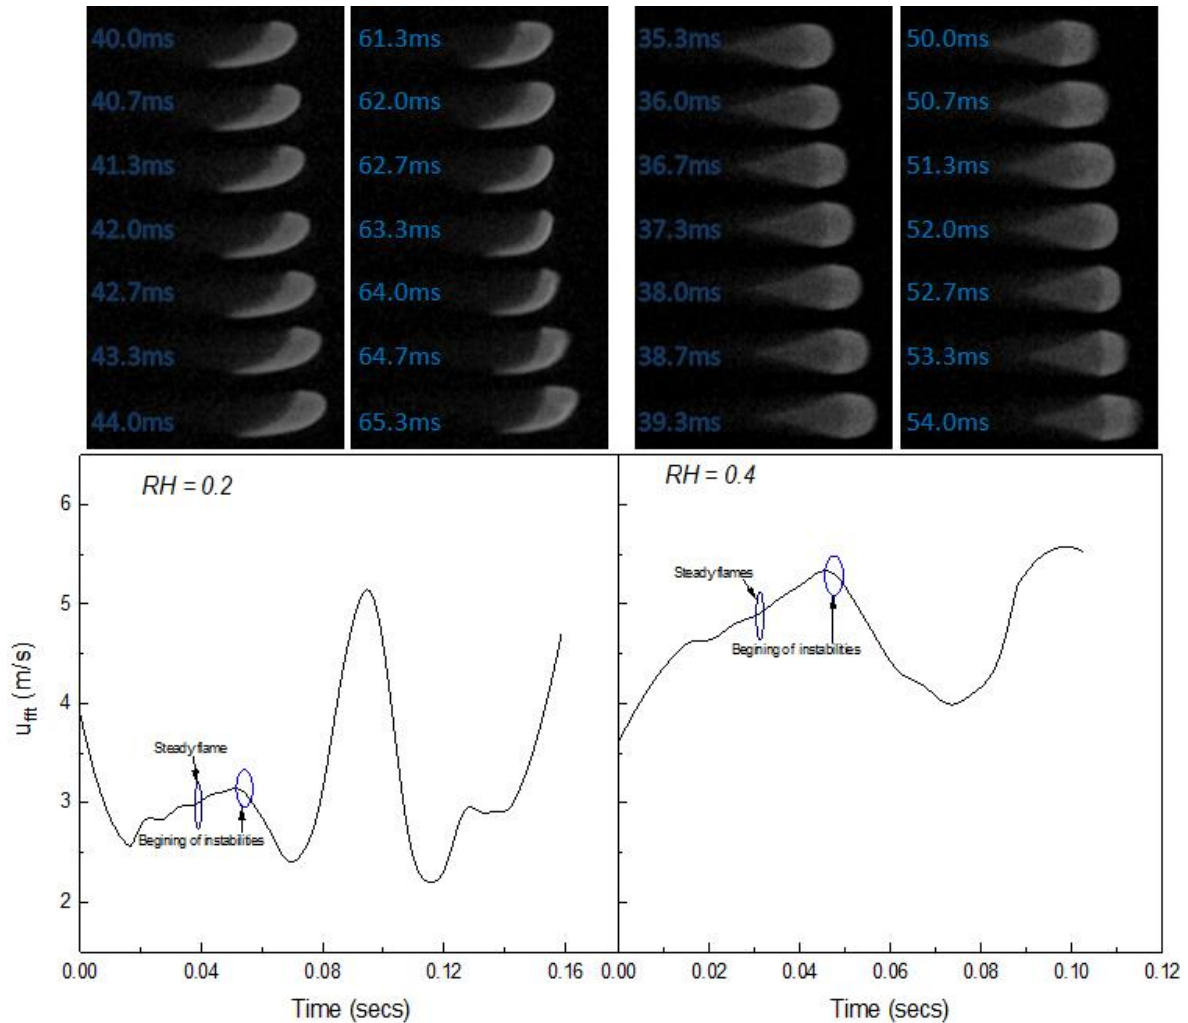 40.0ms
40.7ms
41.3ms
42.0ms
42.7ms
43.3ms
44.0ms
61.3ms
62.0ms
62.7ms
63.3ms
64.0ms
64.7ms
65.3ms
35.3ms
36.0ms
36.7ms
37.3ms
38.0ms
38.7ms
39.3ms
50.0ms
50.7ms
51.3ms
52.0ms
52.7ms
53.3ms
54.0ms
RH = 0.2
6
5
4
3
2
u_fft (m/s)
Steady flame
Begining of instabilities
0.00 0.04 0.08 0.12 0.16
Time (secs)
RH = 0.4
Steady flames
Begining of instabilities
0.00 0.02 0.04 0.06 0.08 0.10 0.12
Time (secs)